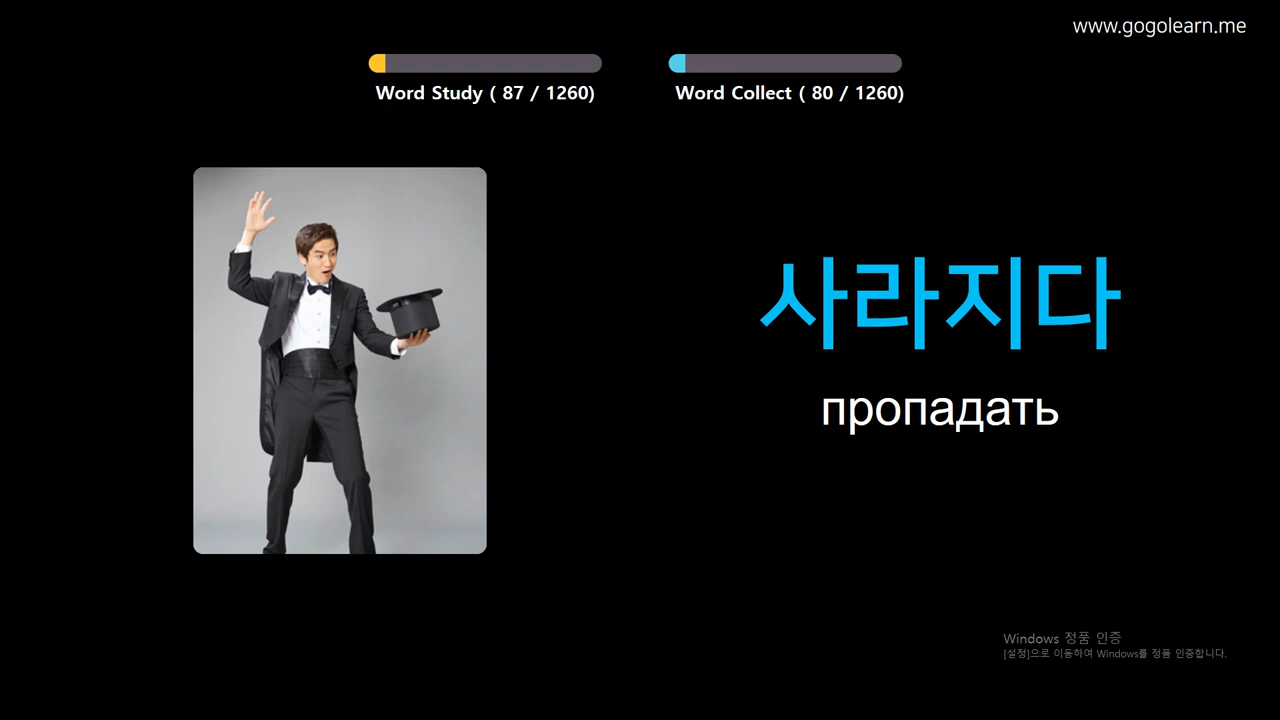 www.gogolearn.me
Word Study ( 87 / 1260)
Word Collect ( 80 / 1260)
사라지다
пропадать
Windows 정품 인증
[설정]으로 이동하여 Windows를 정품 인증합니다.